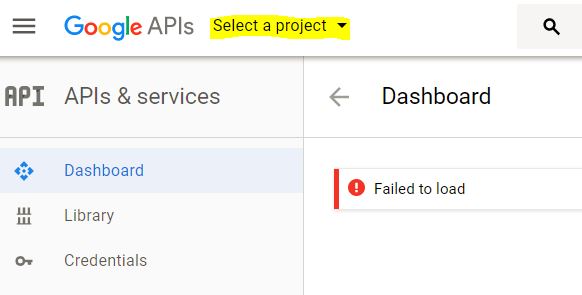 Google APIs Select a project
API APIs & services
Dashboard
Dashboard
Library
Credentials
Failed to load